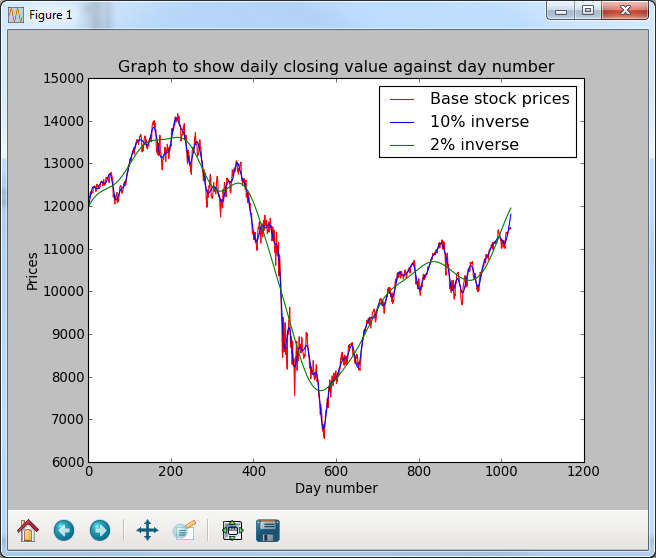 Figure 1
Graph to show daily closing value against day number
15000
14000
13000
12000
11000
10000
9000
8000
7000
6000
Prices
Base stock prices
10% inverse
2% inverse
0
200
400
600
800
1000
1200
Day number